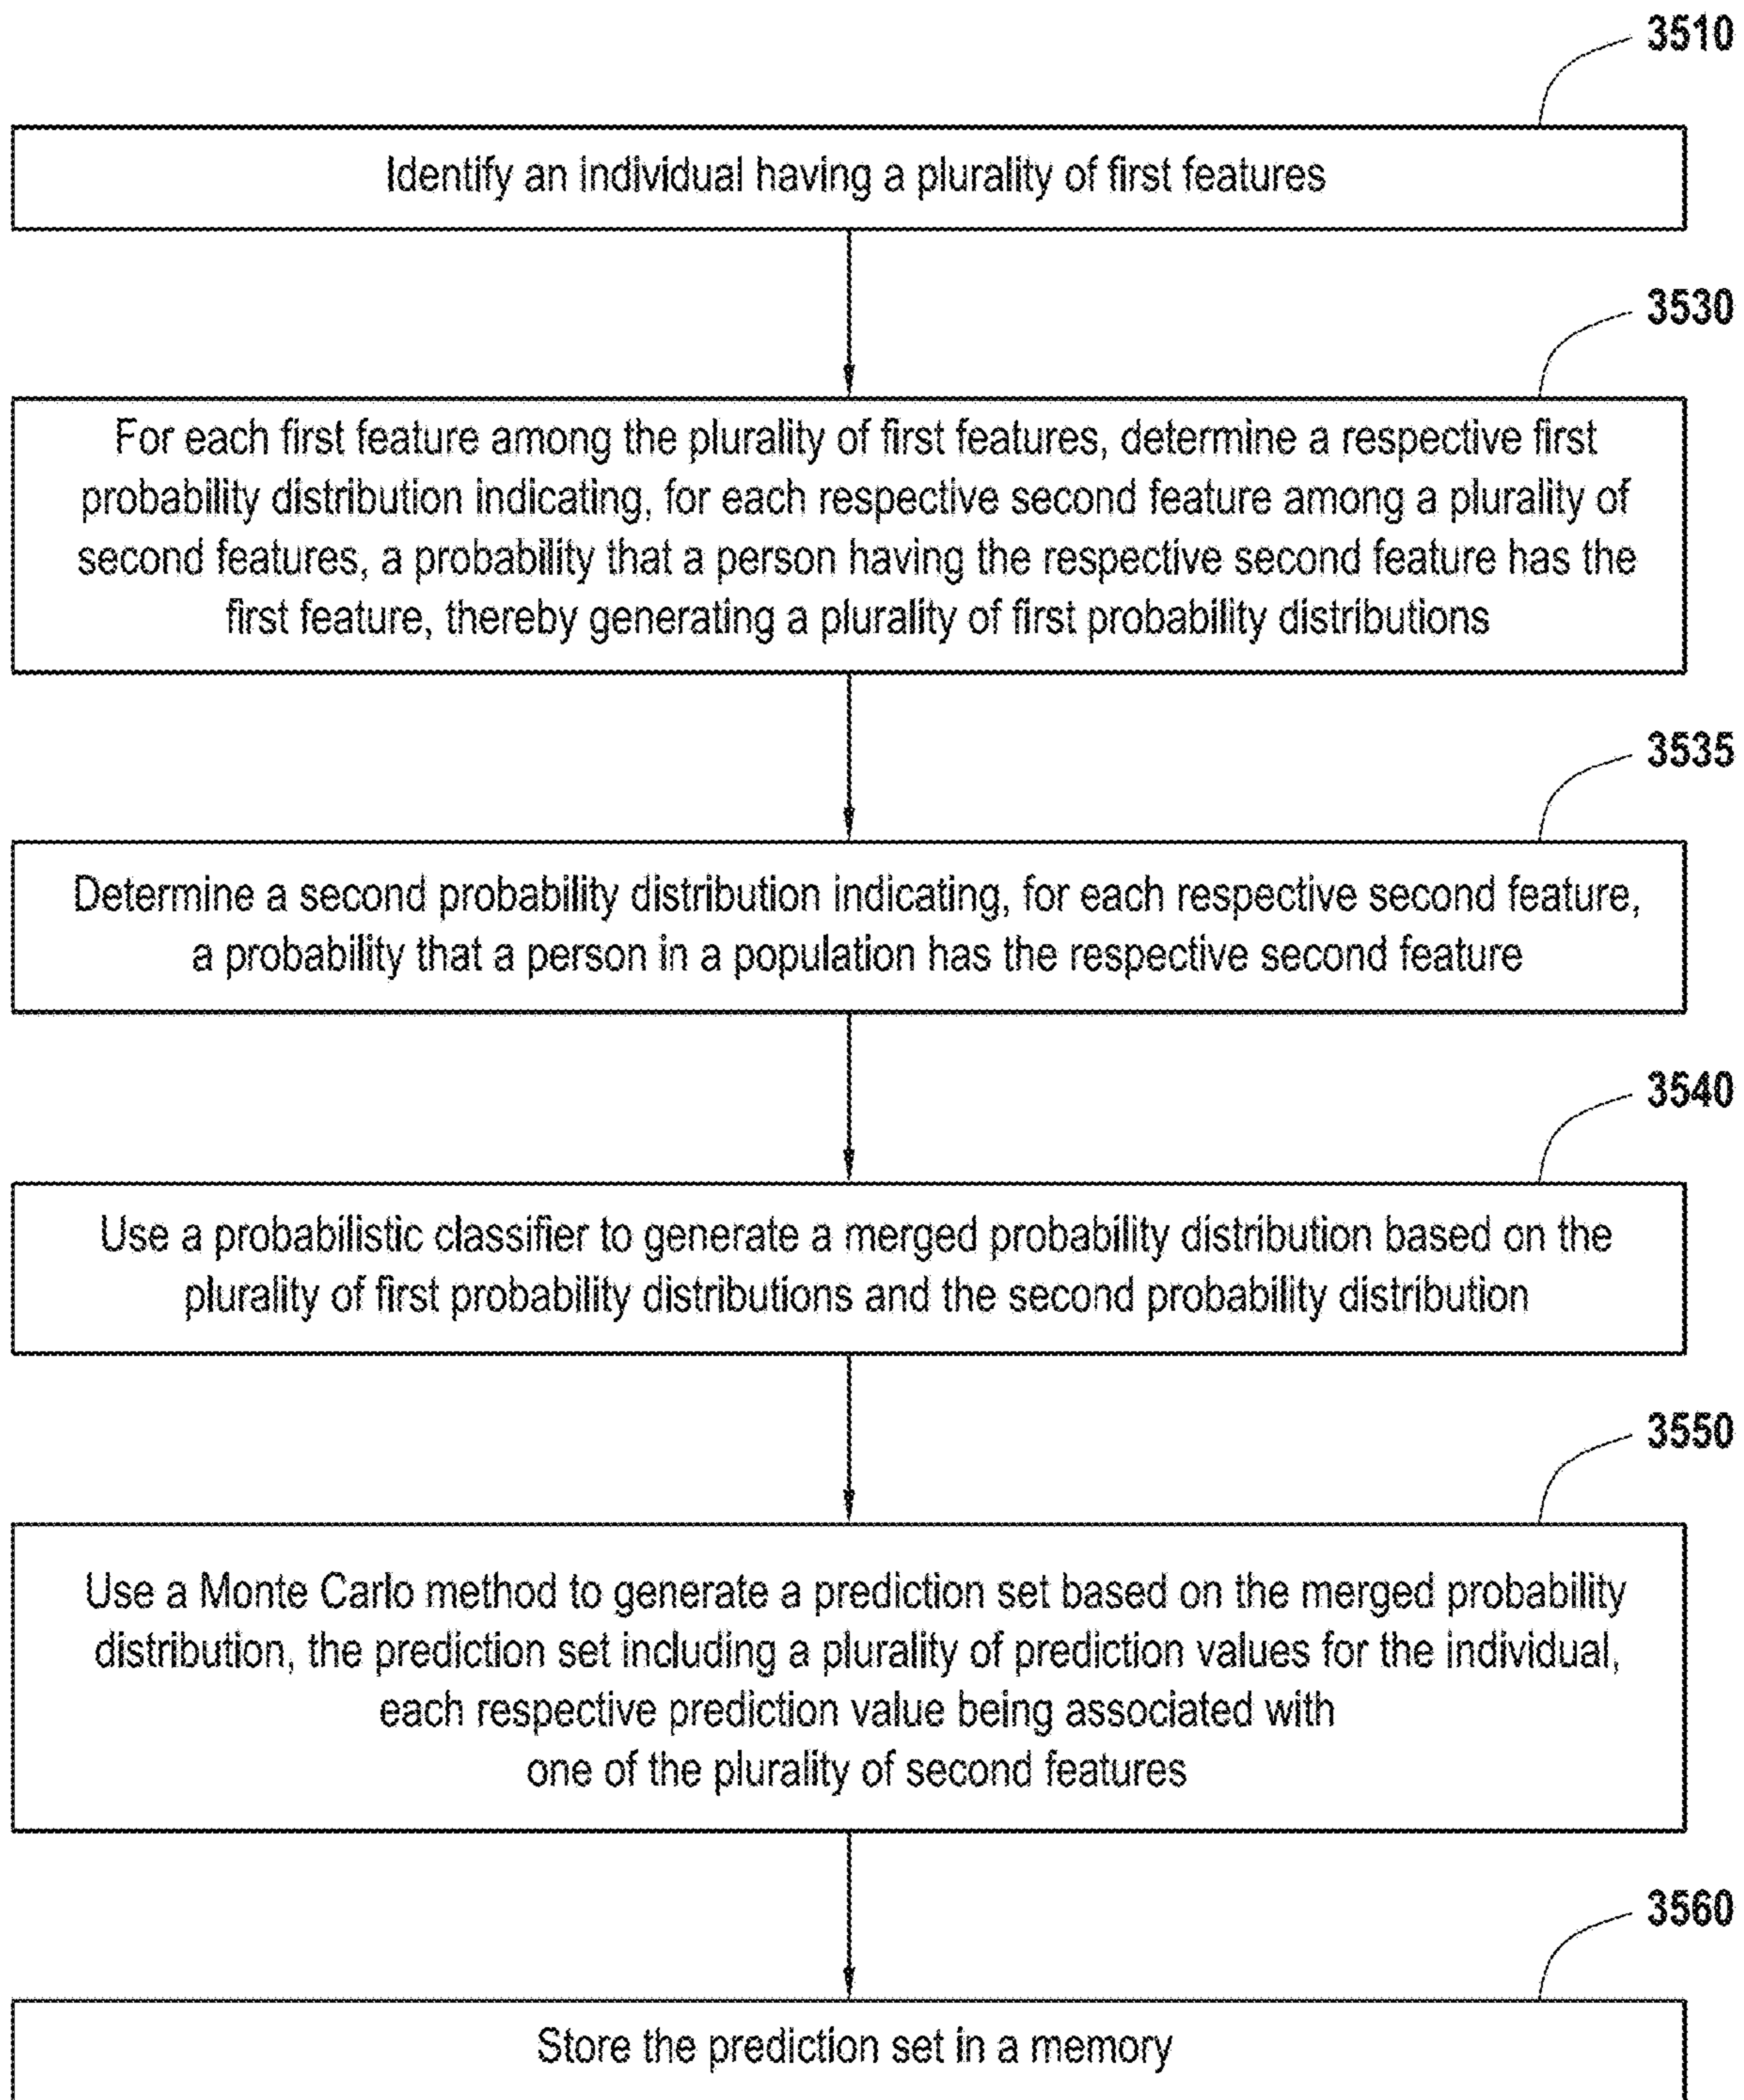 3510
Identify an individual having a plurality of first features
3530
For each first feature among the plurality of first features, determine a respective first
probability distribution indicating, for each respective second feature among a plurality of
second features, a probability that a person having the respective second feature has the
first feature, thereby generating a plurality of first probability distributions
3535
Determine a second probability distribution indicating, for each respective second feature,
a probability that a person in a population has the respective second feature
3540
Use a probabilistic classifier to generate a merged probability distribution based on the
plurality of first probability distributions and the second probability distribution
3550
Use a Monte Carlo method to generate a prediction set based on the merged probability
distribution, the prediction set including a plurality of prediction values for the individual,
each respective prediction value being associated with
one of the plurality of second features
3560
Store the prediction set in a memory